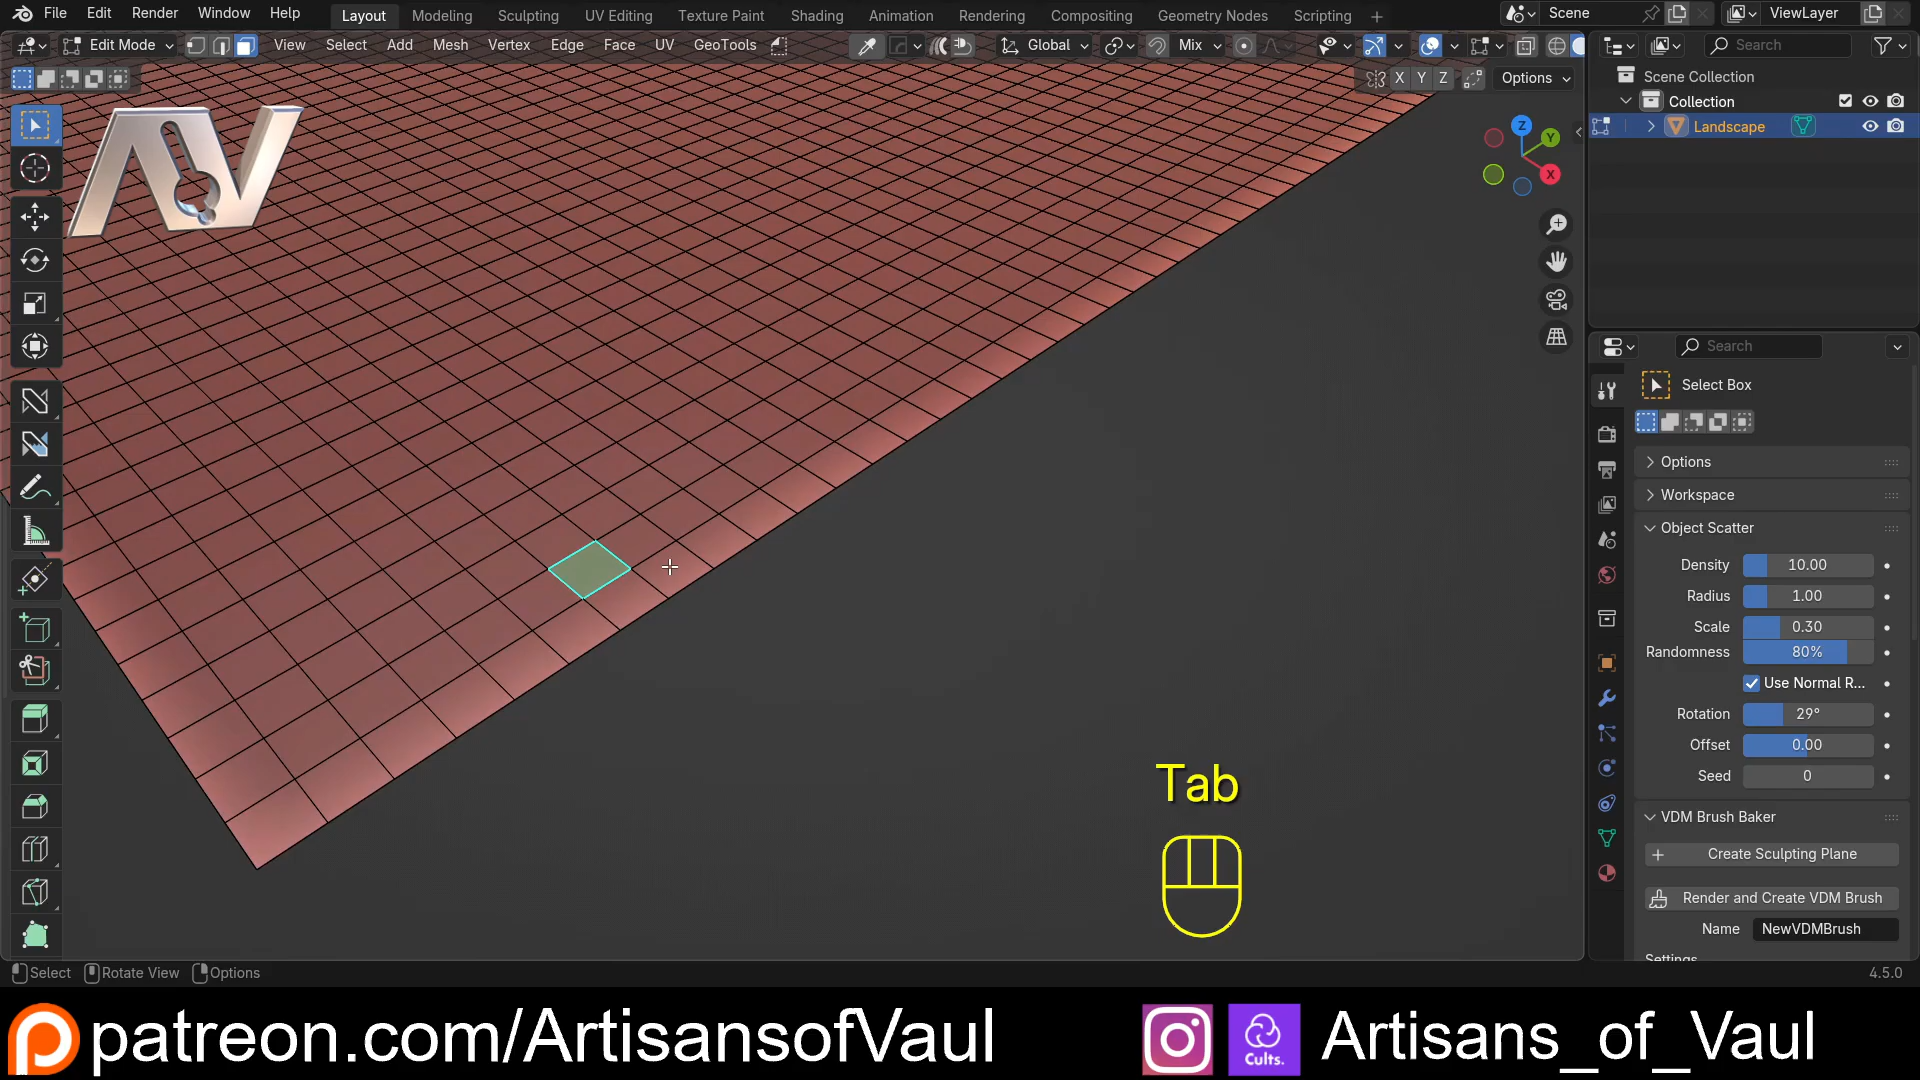 File Edit Render Window Help Layout Modeling Sculpting UV Editing Texture Paint Shading Animation Rendering Compositing Geometry Nodes Scripting + Scene ViewLayer
Edit Mode View Select Add Mesh Vertex Edge Face UV GeoTools Global Mix Search
X Y Z Options
Scene Collection
Collection
Landscape
Z
Y
X
AV
Search
Select Box
Options
Workspace
Object Scatter
Density 10.00
Radius 1.00
Scale 0.30
Randomness 80%
Use Normal R...
Rotation 29°
Offset 0.00
Seed 0
VDM Brush Baker
Create Sculpting Plane
Render and Create VDM Brush
Name NewVDMBrush
Settings
Tab
Select Rotate View Options 4.5.0
patreon.com/ArtisansofVaul Cults. Artisans_of_Vaul